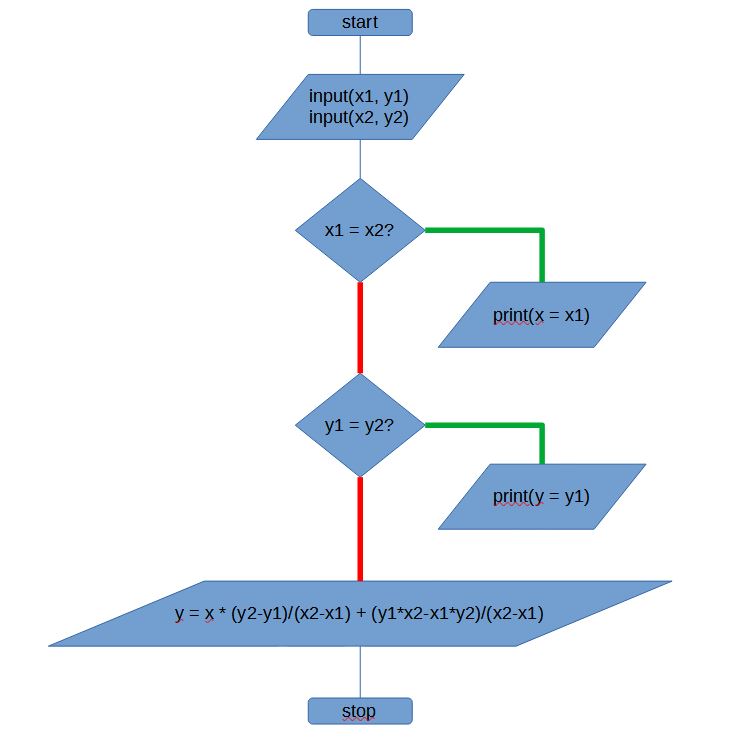 start
input(x1, y1)
input(x2, y2)
x1 = x2?
print(x = x1)
y1 = y2?
print(y = y1)
y = x * (y2-y1)/(x2-x1) + (y1*x2-x1*y2)/(x2-x1)
stop